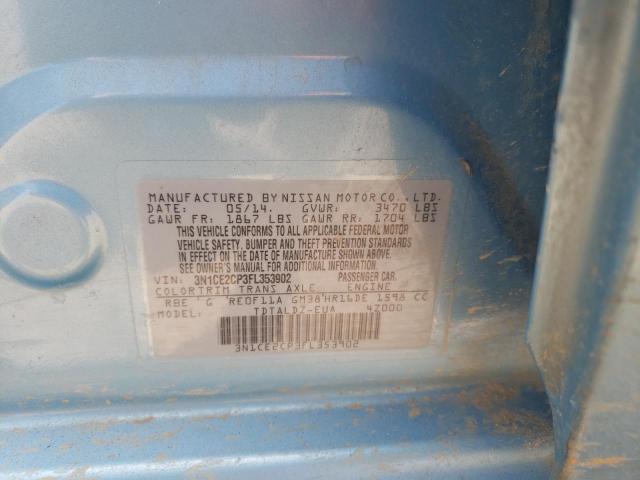 MANUFACTURED BY NISSAN MOTOR CO., LTD.
DATE: 05/14 GVWR: 3470 LBS
GAWR FR: 1867 LBS GAWR RR: 1704 LBS
THIS VEHICLE CONFORMS TO ALL APPLICABLE FEDERAL MOTOR
VEHICLE SAFETY, BUMPER AND THEFT PREVENTION STANDARDS
IN EFFECT ON THE DATE OF MANUFACTURE SHOWN ABOVE.
SEE OWNER'S MANUAL FOR ADDITIONAL INFORMATION.
VIN: 3N1CE2CP3FL353902 PASSENGER CAR.
COLOR TRIM TRANS AXLE ENGINE
RBE G RE0F11A GM38 HR16DE 1598 CC
TDTALDZ-EUA 4Z000
3N1CE2CP3FL353902